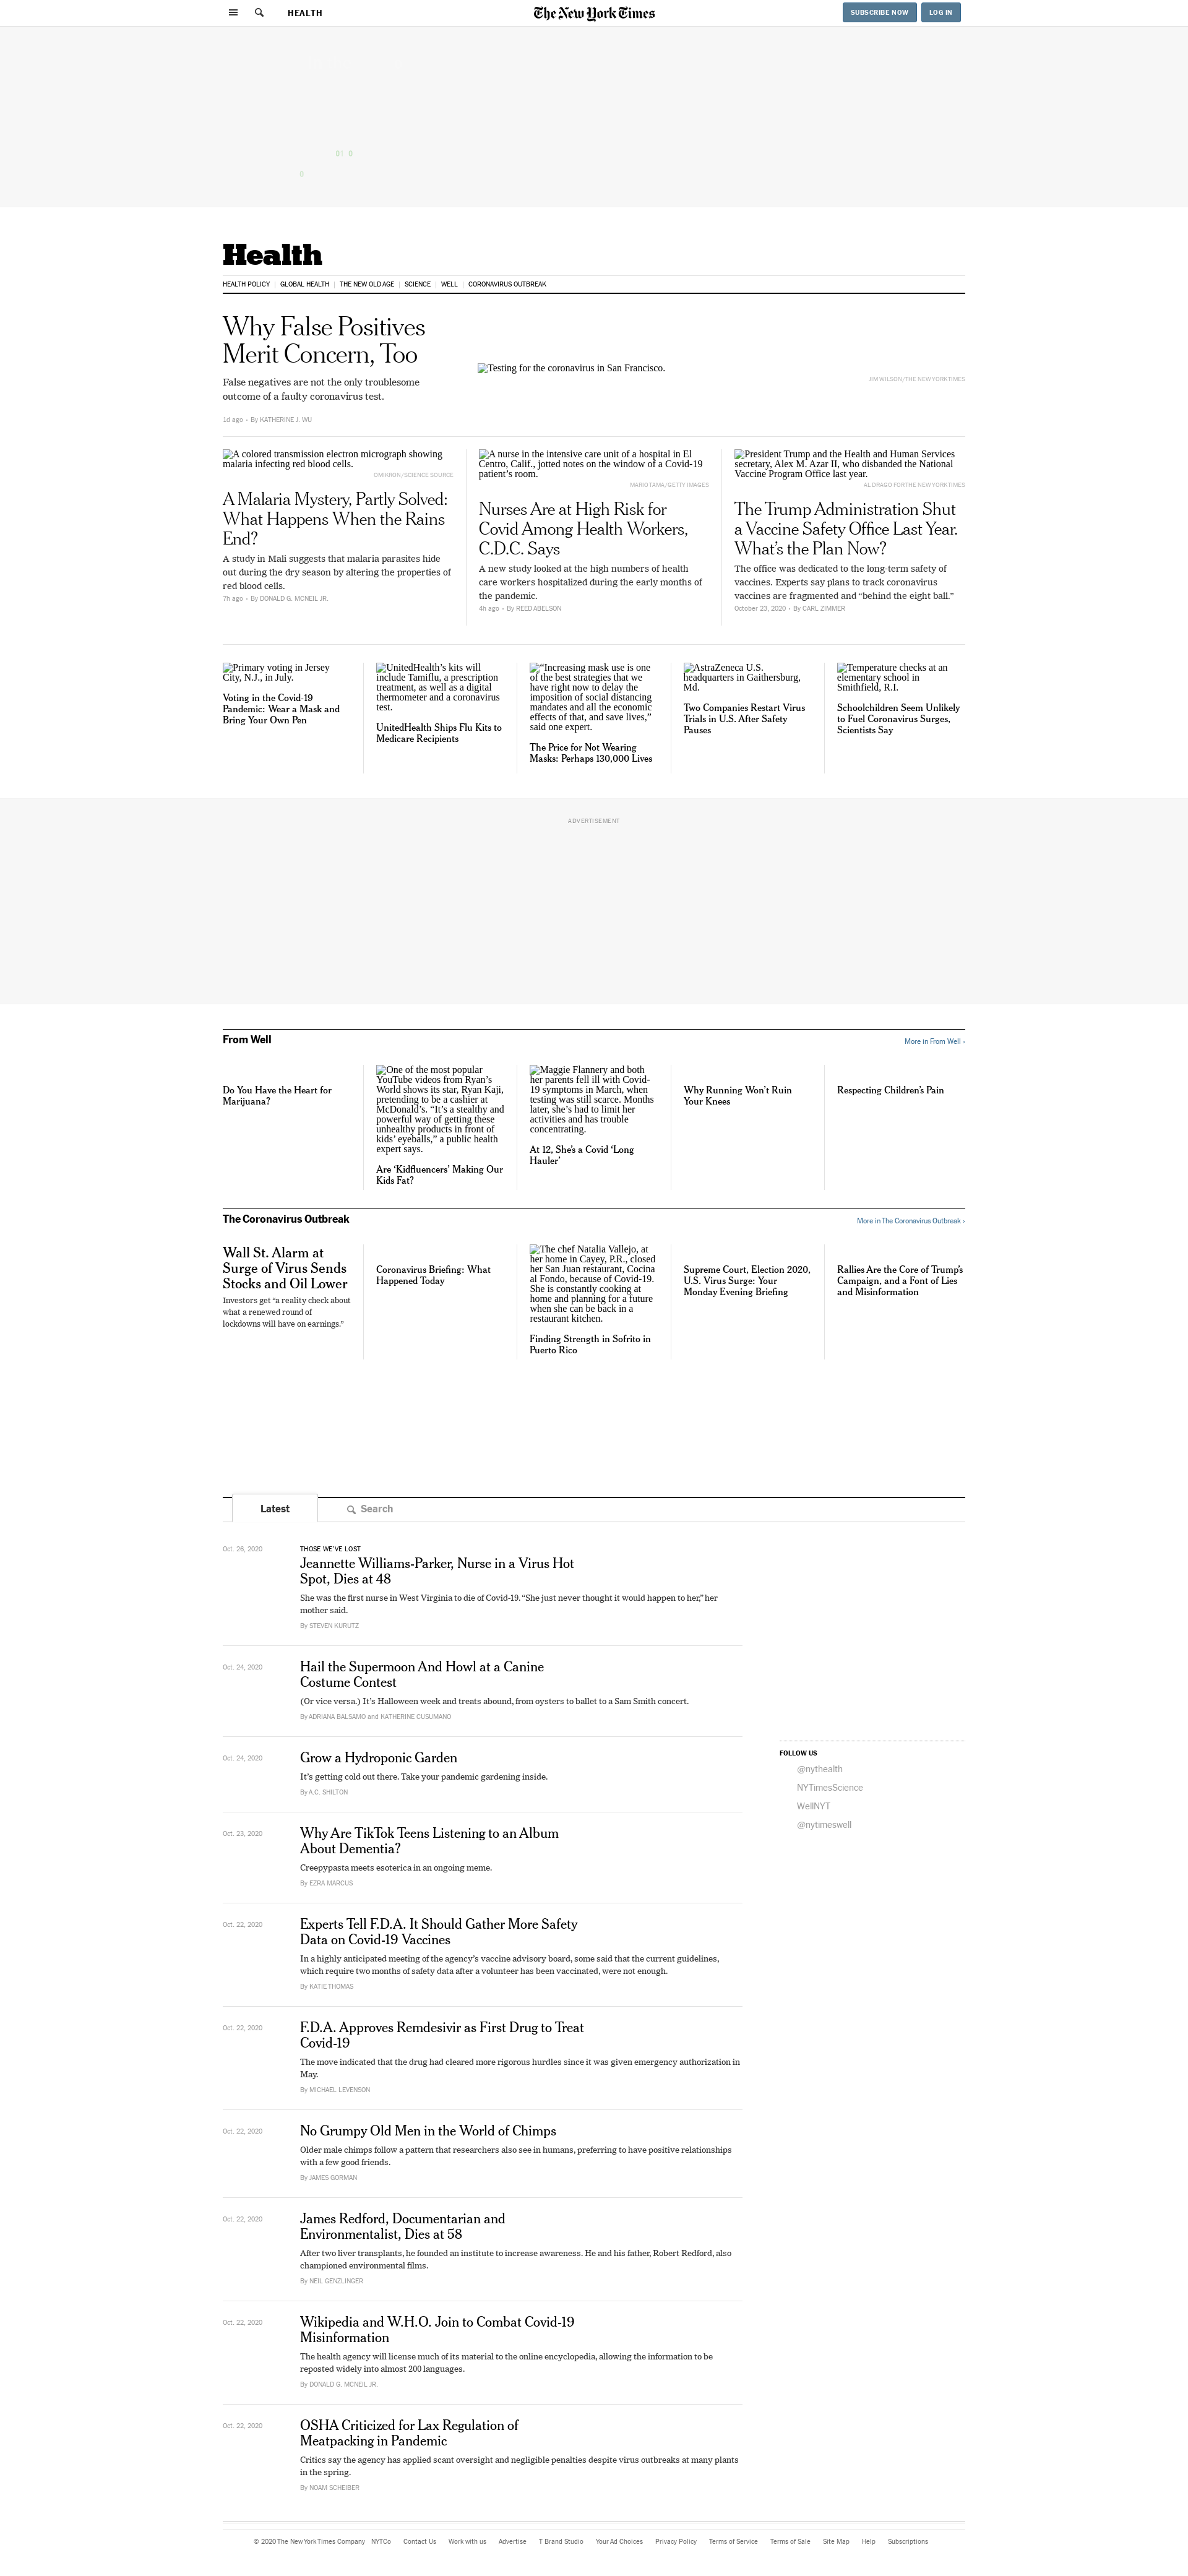 HEALTH
The New York Times
SUBSCRIBE NOW
LOG IN
0 0
0
Health
HEALTH POLICY | GLOBAL HEALTH | THE NEW OLD AGE | SCIENCE | WELL | CORONAVIRUS OUTBREAK
Why False Positives
Merit Concern, Too
False negatives are not the only troublesome
outcome of a faulty coronavirus test.
1d ago • By KATHERINE J. WU
Testing for the coronavirus in San Francisco.
JIM WILSON/THE NEW YORK TIMES
A colored transmission electron micrograph showing
malaria infecting red blood cells.
OMIKRON/SCIENCE SOURCE
A Malaria Mystery, Partly Solved:
What Happens When the Rains
End?
A study in Mali suggests that malaria parasites hide
out during the dry season by altering the properties of
red blood cells.
7h ago • By DONALD G. MCNEIL JR.
A nurse in the intensive care unit of a hospital in El
Centro, Calif., jotted notes on the window of a Covid-19
patient’s room.
MARIO TAMA/GETTY IMAGES
Nurses Are at High Risk for
Covid Among Health Workers,
C.D.C. Says
A new study looked at the high numbers of health
care workers hospitalized during the early months of
the pandemic.
4h ago • By REED ABELSON
President Trump and the Health and Human Services
secretary, Alex M. Azar II, who disbanded the National
Vaccine Program Office last year.
AL DRAGO FOR THE NEW YORK TIMES
The Trump Administration Shut
a Vaccine Safety Office Last Year.
What’s the Plan Now?
The office was dedicated to the long-term safety of
vaccines. Experts say plans to track coronavirus
vaccines are fragmented and “behind the eight ball.”
October 23, 2020 • By CARL ZIMMER
Primary voting in Jersey
City, N.J., in July.
Voting in the Covid-19
Pandemic: Wear a Mask and
Bring Your Own Pen
UnitedHealth’s kits will
include Tamiflu, a prescription
treatment, as well as a digital
thermometer and a coronavirus
test.
UnitedHealth Ships Flu Kits to
Medicare Recipients
“Increasing mask use is one
of the best strategies that we
have right now to delay the
imposition of social distancing
mandates and all the economic
effects of that, and save lives,”
said one expert.
The Price for Not Wearing
Masks: Perhaps 130,000 Lives
AstraZeneca U.S.
headquarters in Gaithersburg,
Md.
Two Companies Restart Virus
Trials in U.S. After Safety
Pauses
Temperature checks at an
elementary school in
Smithfield, R.I.
Schoolchildren Seem Unlikely
to Fuel Coronavirus Surges,
Scientists Say
ADVERTISEMENT
From Well
More in From Well ›
Do You Have the Heart for
Marijuana?
One of the most popular
YouTube videos from Ryan’s
World shows its star, Ryan Kaji,
pretending to be a cashier at
McDonald’s. “It’s a stealthy and
powerful way of getting these
unhealthy products in front of
kids’ eyeballs,” a public health
expert says.
Are ‘Kidfluencers’ Making Our
Kids Fat?
Maggie Flannery and both
her parents fell ill with Covid-
19 symptoms in March, when
testing was still scarce. Months
later, she’s had to limit her
activities and has trouble
concentrating.
At 12, She’s a Covid ‘Long
Hauler’
Why Running Won’t Ruin
Your Knees
Respecting Children’s Pain
The Coronavirus Outbreak
More in The Coronavirus Outbreak ›
Wall St. Alarm at
Surge of Virus Sends
Stocks and Oil Lower
Investors get “a reality check about
what a renewed round of
lockdowns will have on earnings.”
Coronavirus Briefing: What
Happened Today
The chef Natalia Vallejo, at
her home in Cayey, P.R., closed
her San Juan restaurant, Cocina
al Fondo, because of Covid-19.
She is constantly cooking at
home and planning for a future
when she can be back in a
restaurant kitchen.
Finding Strength in Sofrito in
Puerto Rico
Supreme Court, Election 2020,
U.S. Virus Surge: Your
Monday Evening Briefing
Rallies Are the Core of Trump’s
Campaign, and a Font of Lies
and Misinformation
Latest
Search
Oct. 26, 2020
THOSE WE’VE LOST
Jeannette Williams-Parker, Nurse in a Virus Hot
Spot, Dies at 48
She was the first nurse in West Virginia to die of Covid-19. “She just never thought it would happen to her,” her
mother said.
By STEVEN KURUTZ
Oct. 24, 2020
Hail the Supermoon And Howl at a Canine
Costume Contest
(Or vice versa.) It’s Halloween week and treats abound, from oysters to ballet to a Sam Smith concert.
By ADRIANA BALSAMO and KATHERINE CUSUMANO
Oct. 24, 2020
Grow a Hydroponic Garden
It’s getting cold out there. Take your pandemic gardening inside.
By A.C. SHILTON
Oct. 23, 2020
Why Are TikTok Teens Listening to an Album
About Dementia?
Creepypasta meets esoterica in an ongoing meme.
By EZRA MARCUS
Oct. 22, 2020
Experts Tell F.D.A. It Should Gather More Safety
Data on Covid-19 Vaccines
In a highly anticipated meeting of the agency’s vaccine advisory board, some said that the current guidelines,
which require two months of safety data after a volunteer has been vaccinated, were not enough.
By KATIE THOMAS
Oct. 22, 2020
F.D.A. Approves Remdesivir as First Drug to Treat
Covid-19
The move indicated that the drug had cleared more rigorous hurdles since it was given emergency authorization in
May.
By MICHAEL LEVENSON
Oct. 22, 2020
No Grumpy Old Men in the World of Chimps
Older male chimps follow a pattern that researchers also see in humans, preferring to have positive relationships
with a few good friends.
By JAMES GORMAN
Oct. 22, 2020
James Redford, Documentarian and
Environmentalist, Dies at 58
After two liver transplants, he founded an institute to increase awareness. He and his father, Robert Redford, also
championed environmental films.
By NEIL GENZLINGER
Oct. 22, 2020
Wikipedia and W.H.O. Join to Combat Covid-19
Misinformation
The health agency will license much of its material to the online encyclopedia, allowing the information to be
reposted widely into almost 200 languages.
By DONALD G. MCNEIL JR.
Oct. 22, 2020
OSHA Criticized for Lax Regulation of
Meatpacking in Pandemic
Critics say the agency has applied scant oversight and negligible penalties despite virus outbreaks at many plants
in the spring.
By NOAM SCHEIBER
FOLLOW US
@nythealth
NYTimesScience
WellNYT
@nytimeswell
© 2020 The New York Times Company NYTCo Contact Us Work with us Advertise T Brand Studio Your Ad Choices Privacy Policy Terms of Service Terms of Sale Site Map Help Subscriptions